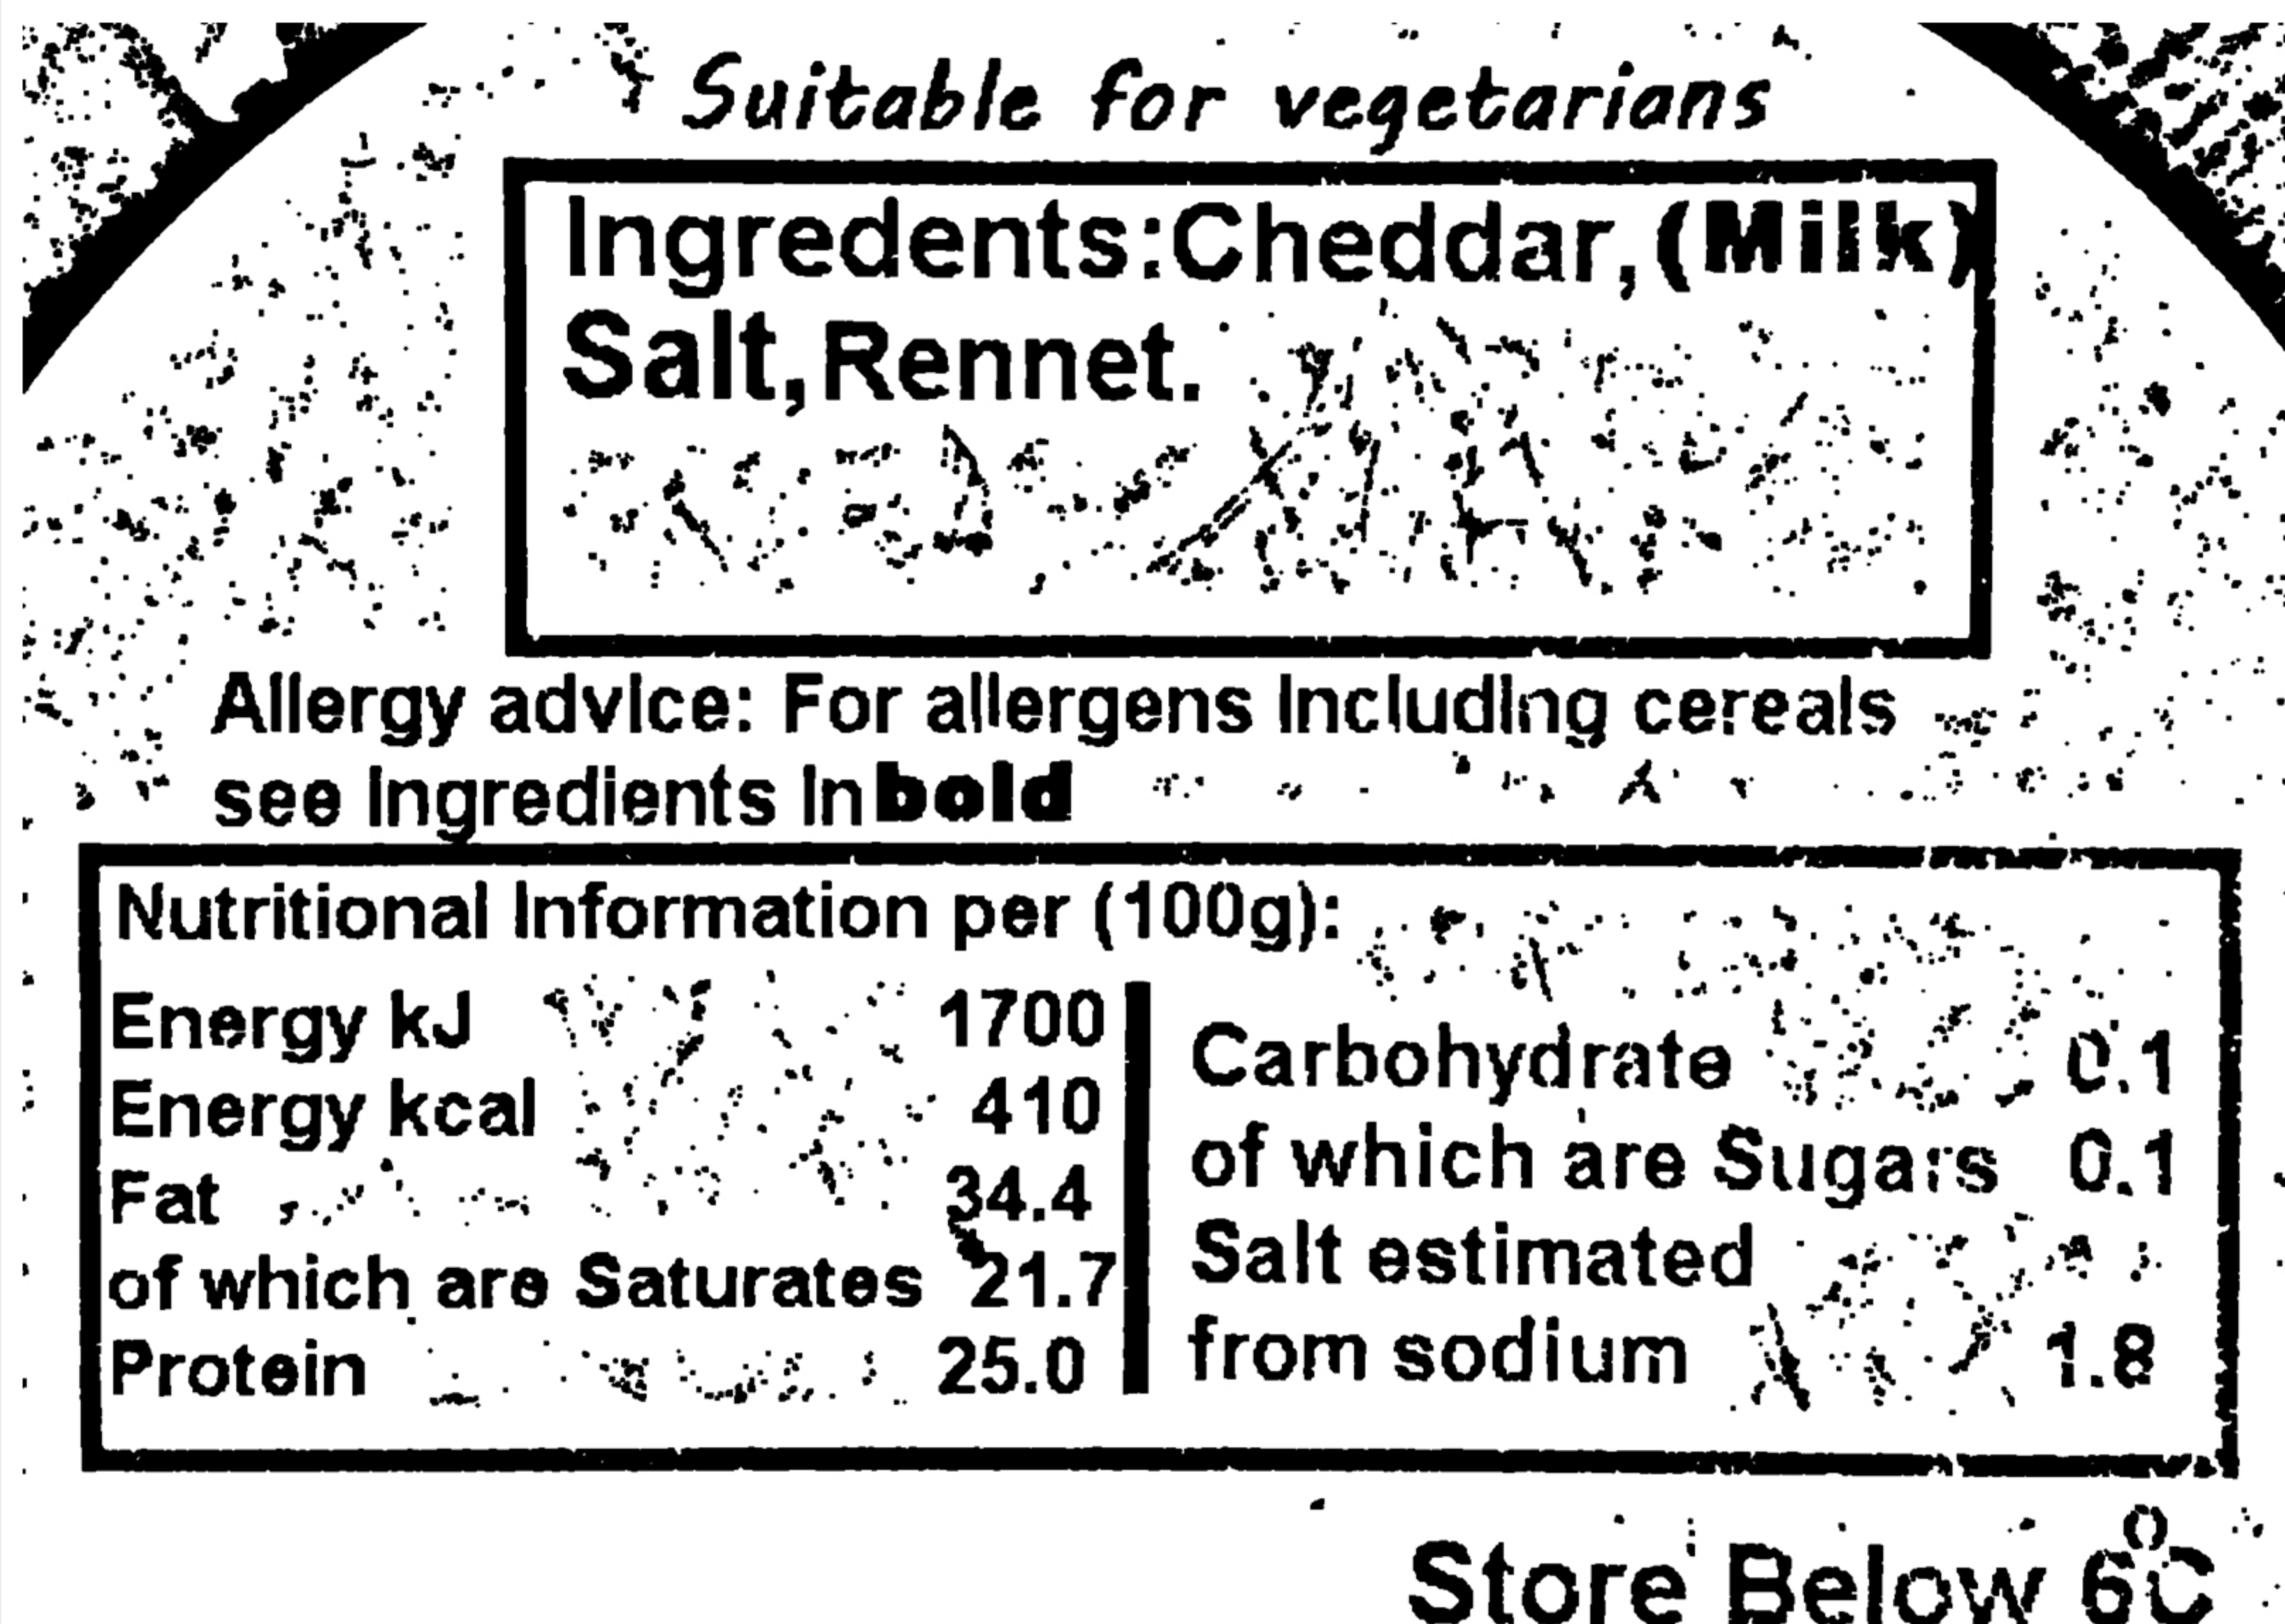 Suitable for vegetarians
Ingredents:Cheddar,(Milk)
Salt,Rennet.
Allergy advice: For allergens including cereals
see Ingredients in bold
Nutritional Information per (100g):
Energy kJ 1700
Energy kcal 410
Fat 34.4
of which are Saturates 21.7
Protein 25.0
Carbohydrate 0.1
of which are Sugars 0.1
Salt estimated
from sodium 1.8
Store Below 6°C